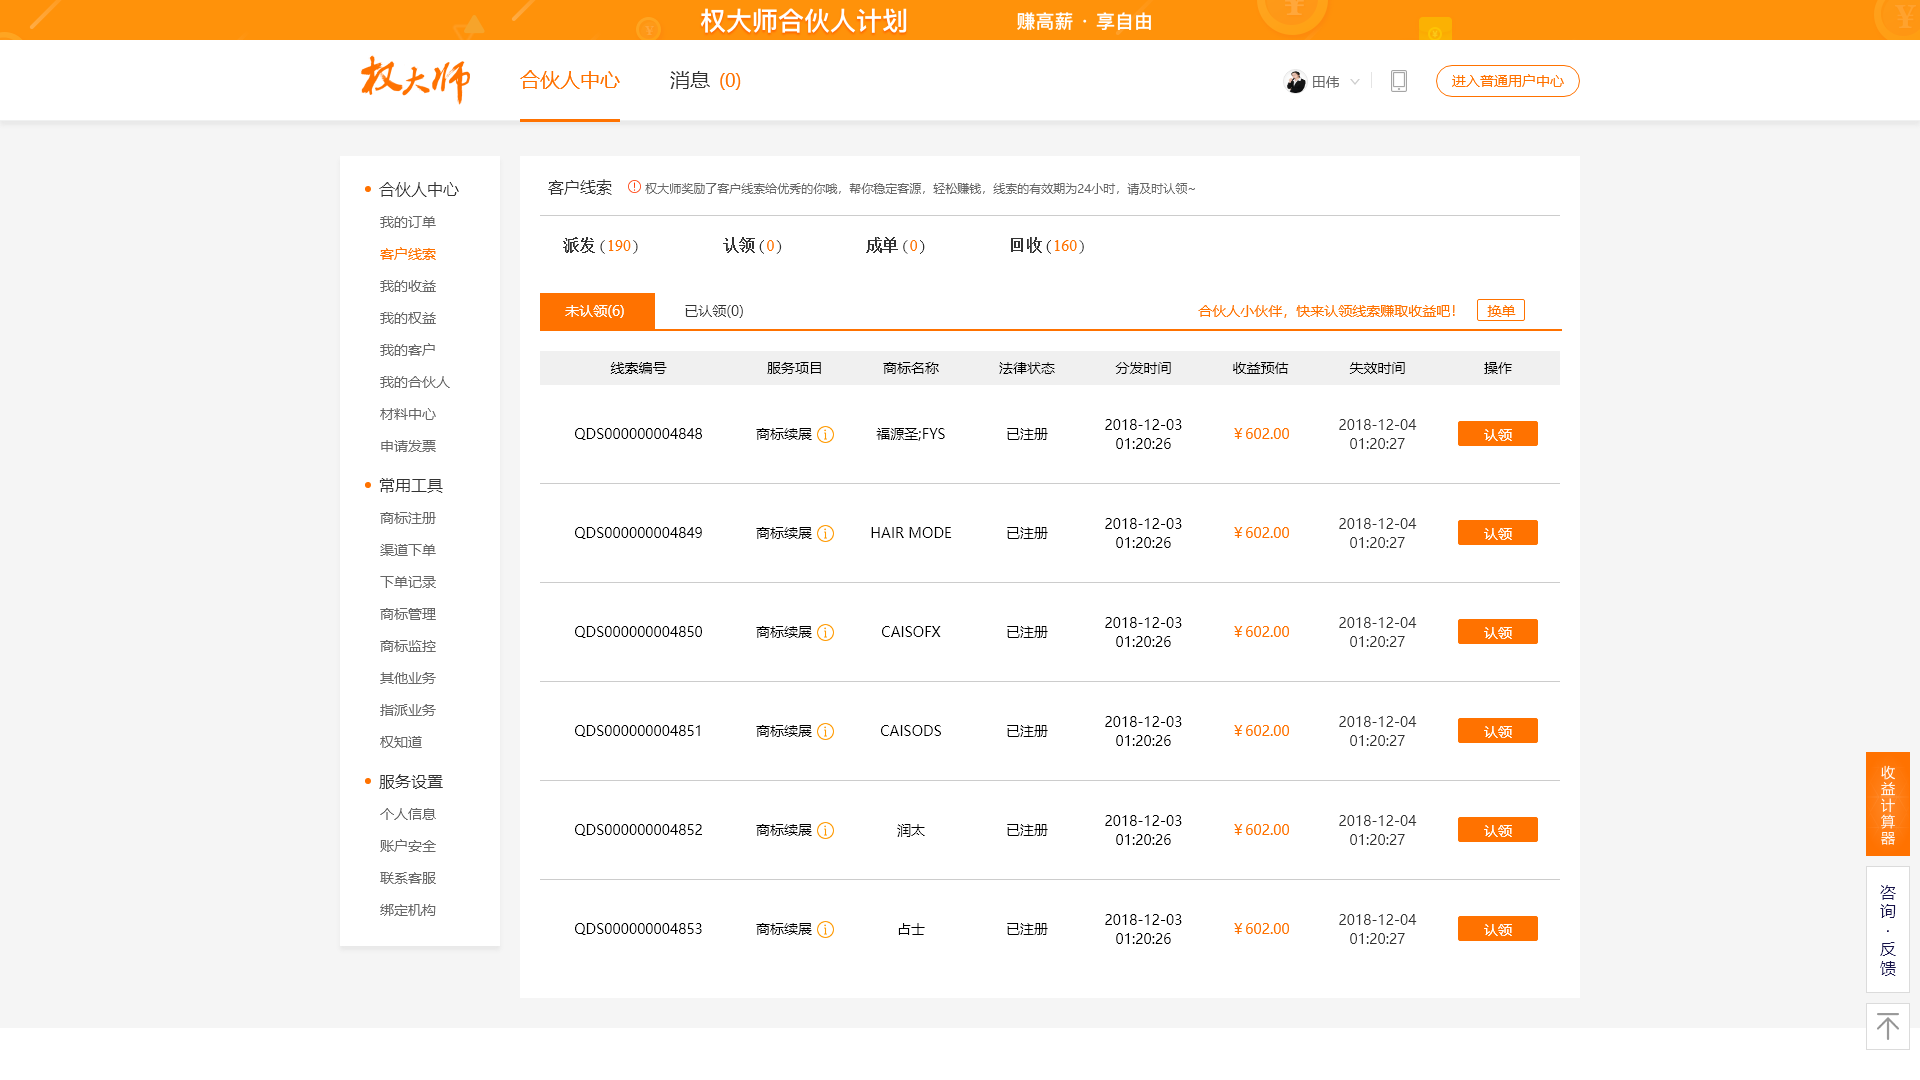 权大师合伙人计划 赚高薪 · 享自由
权大师 合伙人中心 消息 (0) 田伟 进入普通用户中心
合伙人中心
我的订单
客户线索
我的收益
我的权益
我的客户
我的合伙人
材料中心
申请发票
常用工具
商标注册
渠道下单
下单记录
商标管理
商标监控
其他业务
指派业务
权知道
服务设置
个人信息
账户安全
联系客服
绑定机构
客户线索 权大师奖励了客户线索给优秀的你哦，帮你稳定客源，轻松赚钱，线索的有效期为24小时，请及时认领~
派发 (190) 认领 (0) 成单 (0) 回收 (160)
未认领(6) 已认领(0) 合伙人小伙伴，快来认领线索赚取收益吧！ 换单
线索编号 服务项目 商标名称 法律状态 分发时间 收益预估 失效时间 操作
QDS000000004848 商标续展 福源圣;FYS 已注册 2018-12-03 01:20:26 ¥602.00 2018-12-04 01:20:27 认领
QDS000000004849 商标续展 HAIR MODE 已注册 2018-12-03 01:20:26 ¥602.00 2018-12-04 01:20:27 认领
QDS000000004850 商标续展 CAISOFX 已注册 2018-12-03 01:20:26 ¥602.00 2018-12-04 01:20:27 认领
QDS000000004851 商标续展 CAISODS 已注册 2018-12-03 01:20:26 ¥602.00 2018-12-04 01:20:27 认领
QDS000000004852 商标续展 润太 已注册 2018-12-03 01:20:26 ¥602.00 2018-12-04 01:20:27 认领
QDS000000004853 商标续展 占士 已注册 2018-12-03 01:20:26 ¥602.00 2018-12-04 01:20:27 认领
收益计算器
咨询·反馈